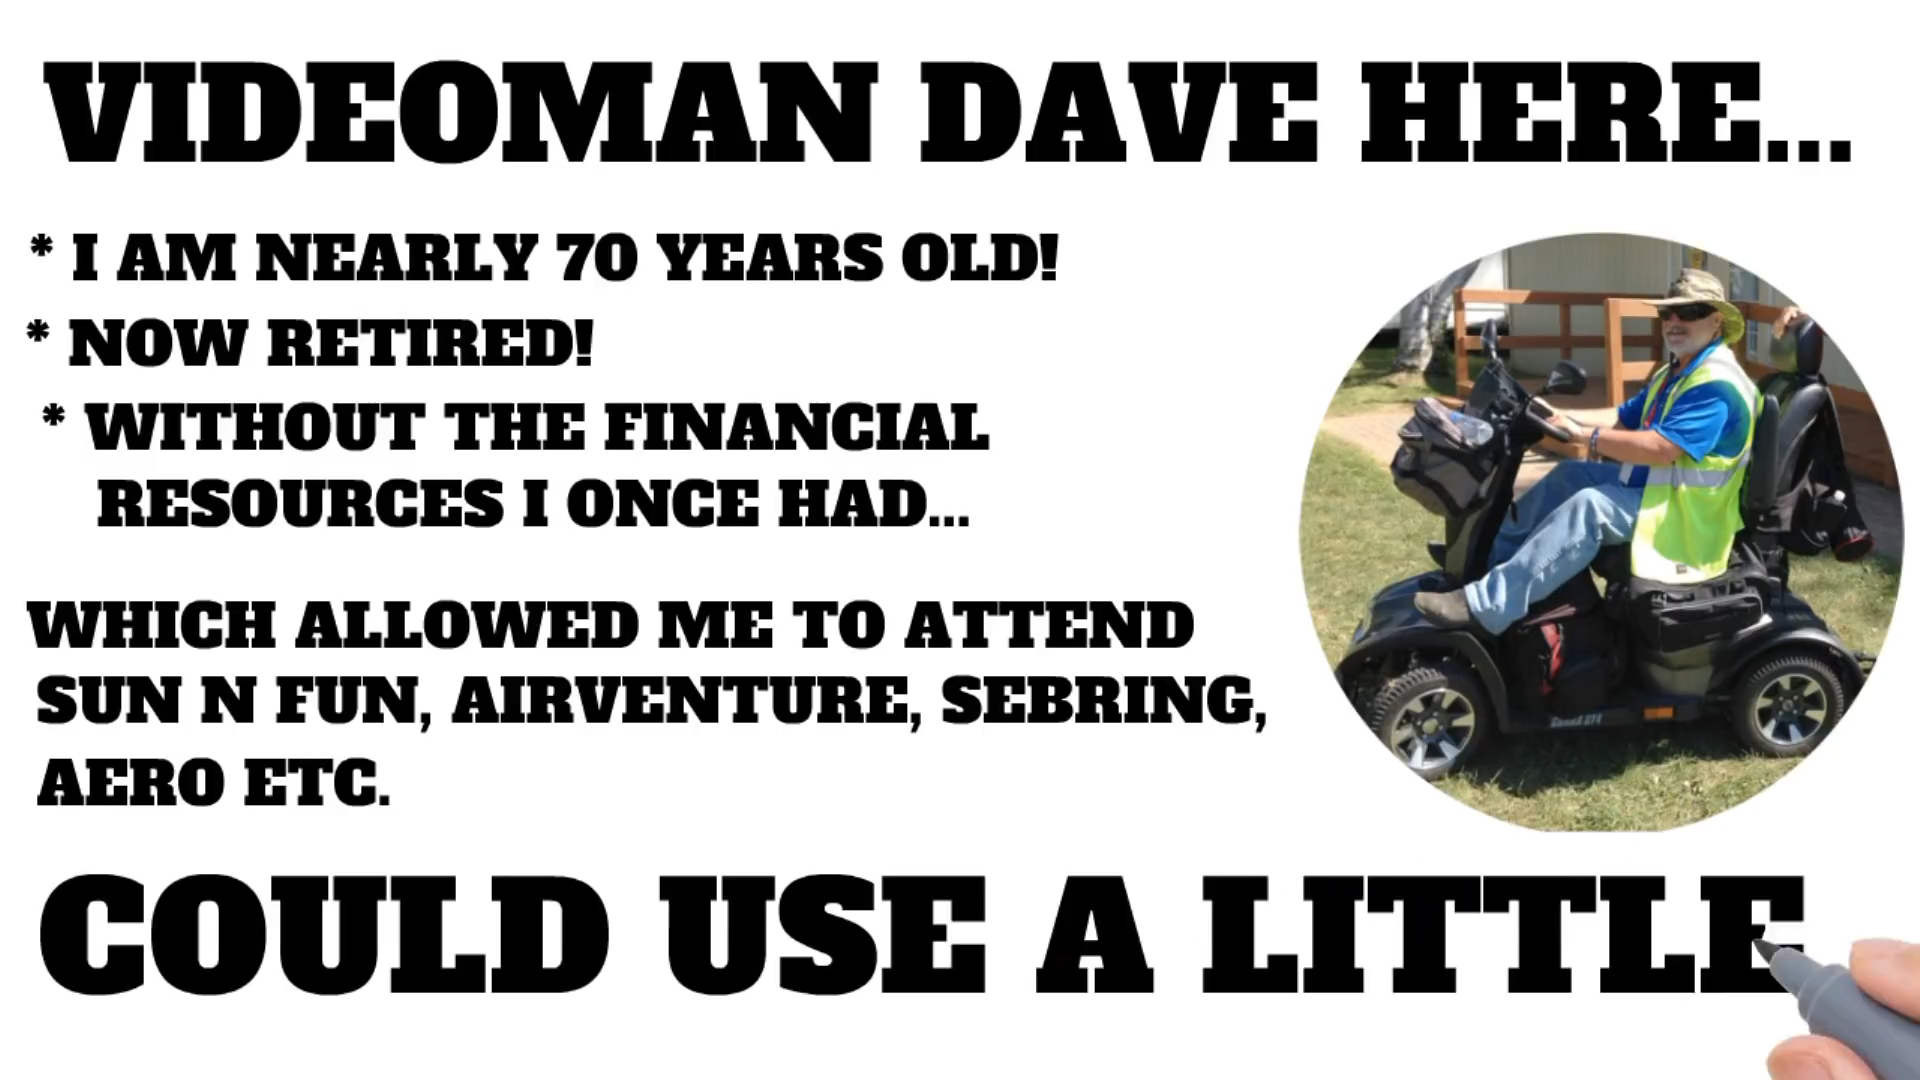 VIDEOMAN DAVE HERE...
* I AM NEARLY 70 YEARS OLD!
* NOW RETIRED!
* WITHOUT THE FINANCIAL
RESOURCES I ONCE HAD...
WHICH ALLOWED ME TO ATTEND
SUN N FUN, AIRVENTURE, SEBRING,
AERO ETC.
COULD USE A LITTLE